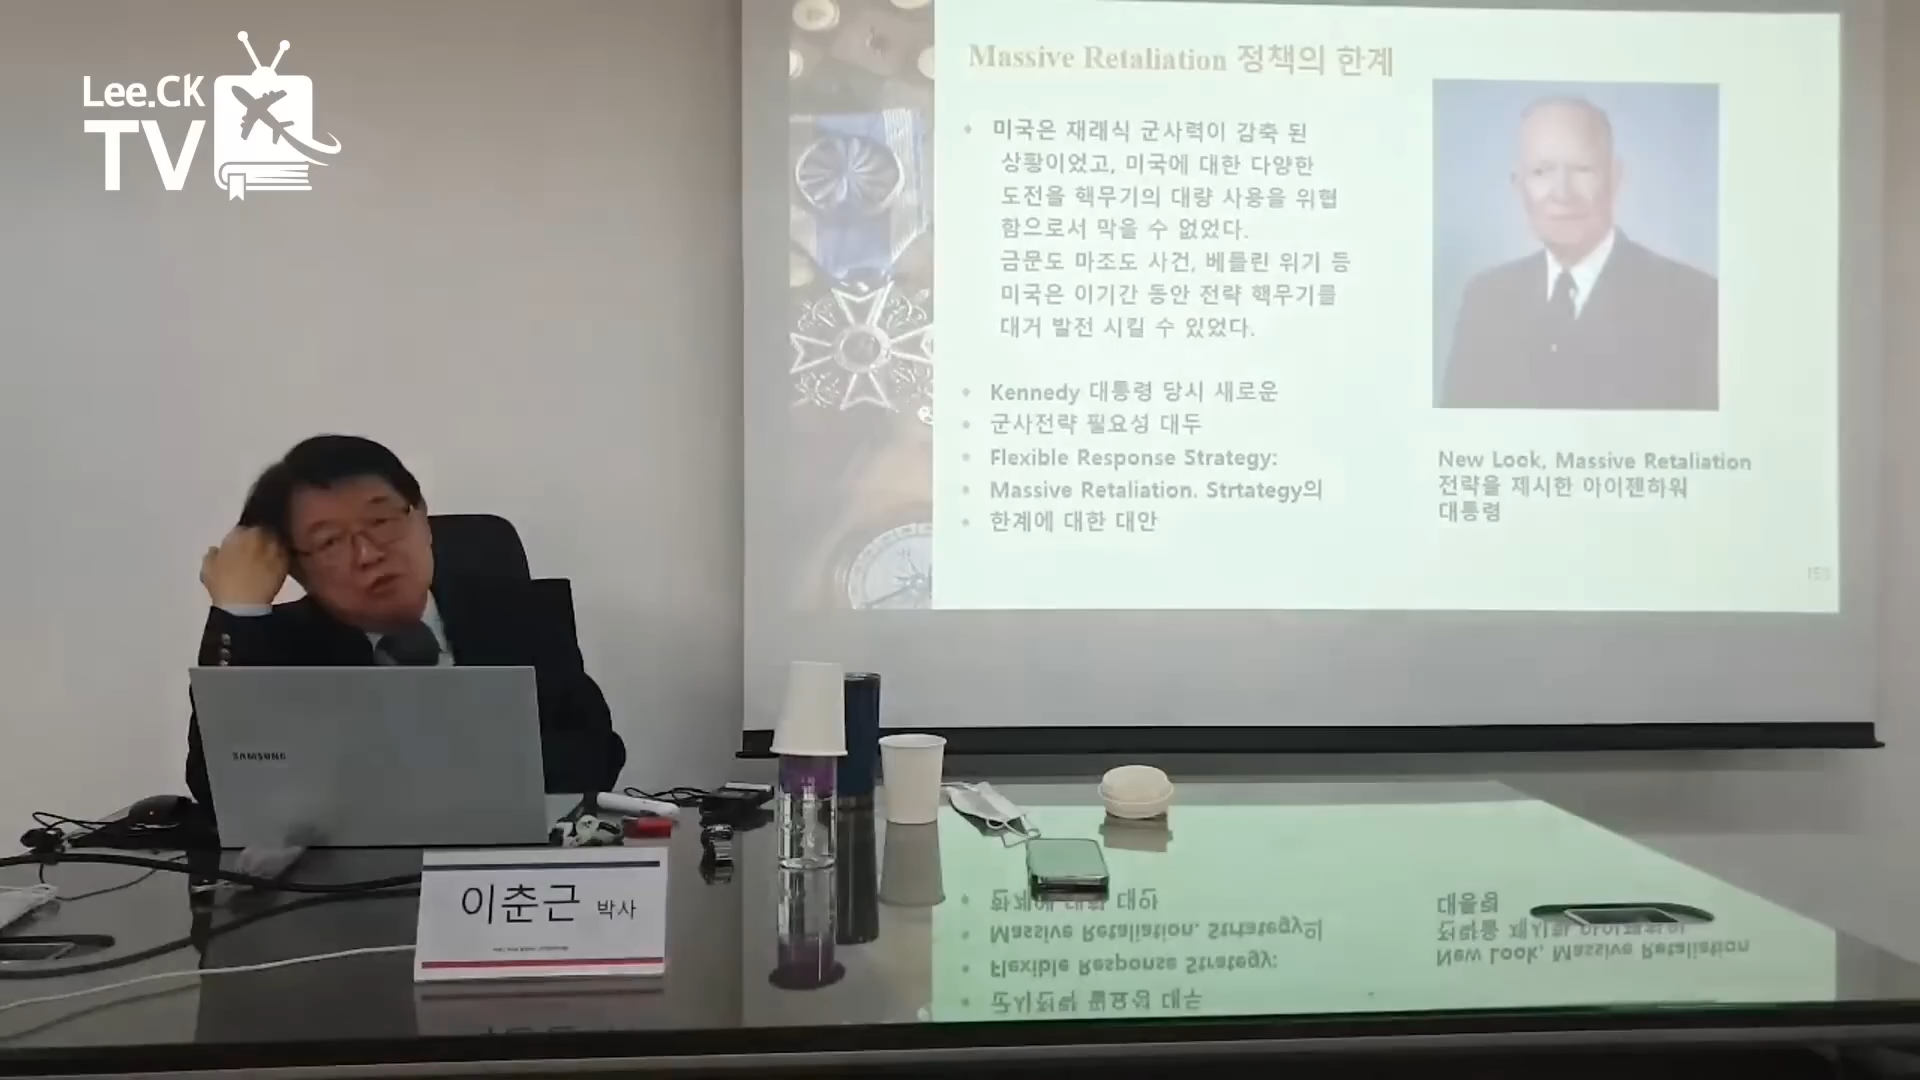 Lee.CK
TV
Massive Retaliation 정책의 한계
• 미국은 재래식 군사력이 감축 된
상황이었고, 미국에 대한 다양한
도전을 핵무기의 대량 사용을 위협
함으로서 막을 수 없었다.
금문도 마조도 사건, 베를린 위기 등
미국은 이기간 동안 전략 핵무기를
대거 발전 시킬 수 있었다.
• Kennedy 대통령 당시 새로운
• 군사전략 필요성 대두
• Flexible Response Strategy:
• Massive Retaliation. Strtategy의
• 한계에 대한 대안
New Look, Massive Retaliation
전략을 제시한 아이젠하워
대통령
SAMSUNG
이춘근 박사